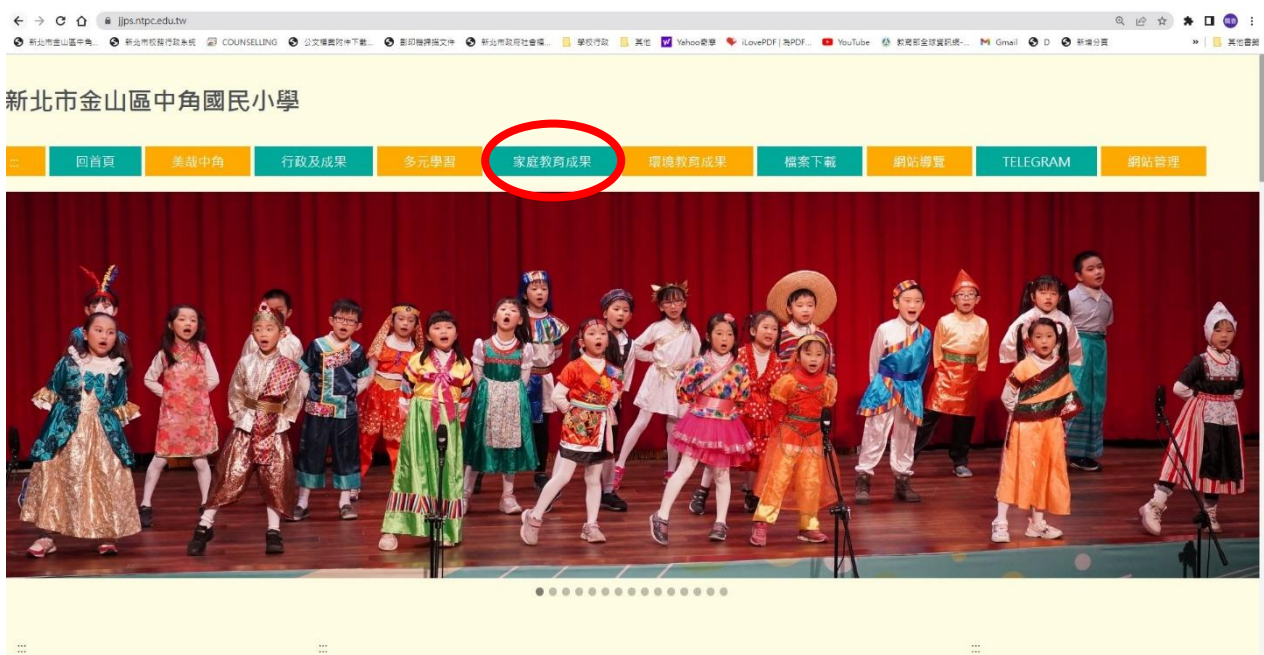 jjps.ntpc.edu.tw
新北市金山區中角... 新北市校務行政系統 COUNSELLING 公文檔案附件下載... 影印機掃描文件 新北市政府社會福... 學校行政 其他 Yahoo奇摩 iLovePDF | 為PDF... YouTube 教育部全球資訊網-... Gmail D 新增分頁 » 其他書籤
新北市金山區中角國民小學
::: 回首頁 美哉中角 行政及成果 多元學習 家庭教育成果 環境教育成果 檔案下載 網站導覽 TELEGRAM 網站管理
::: ::: :::